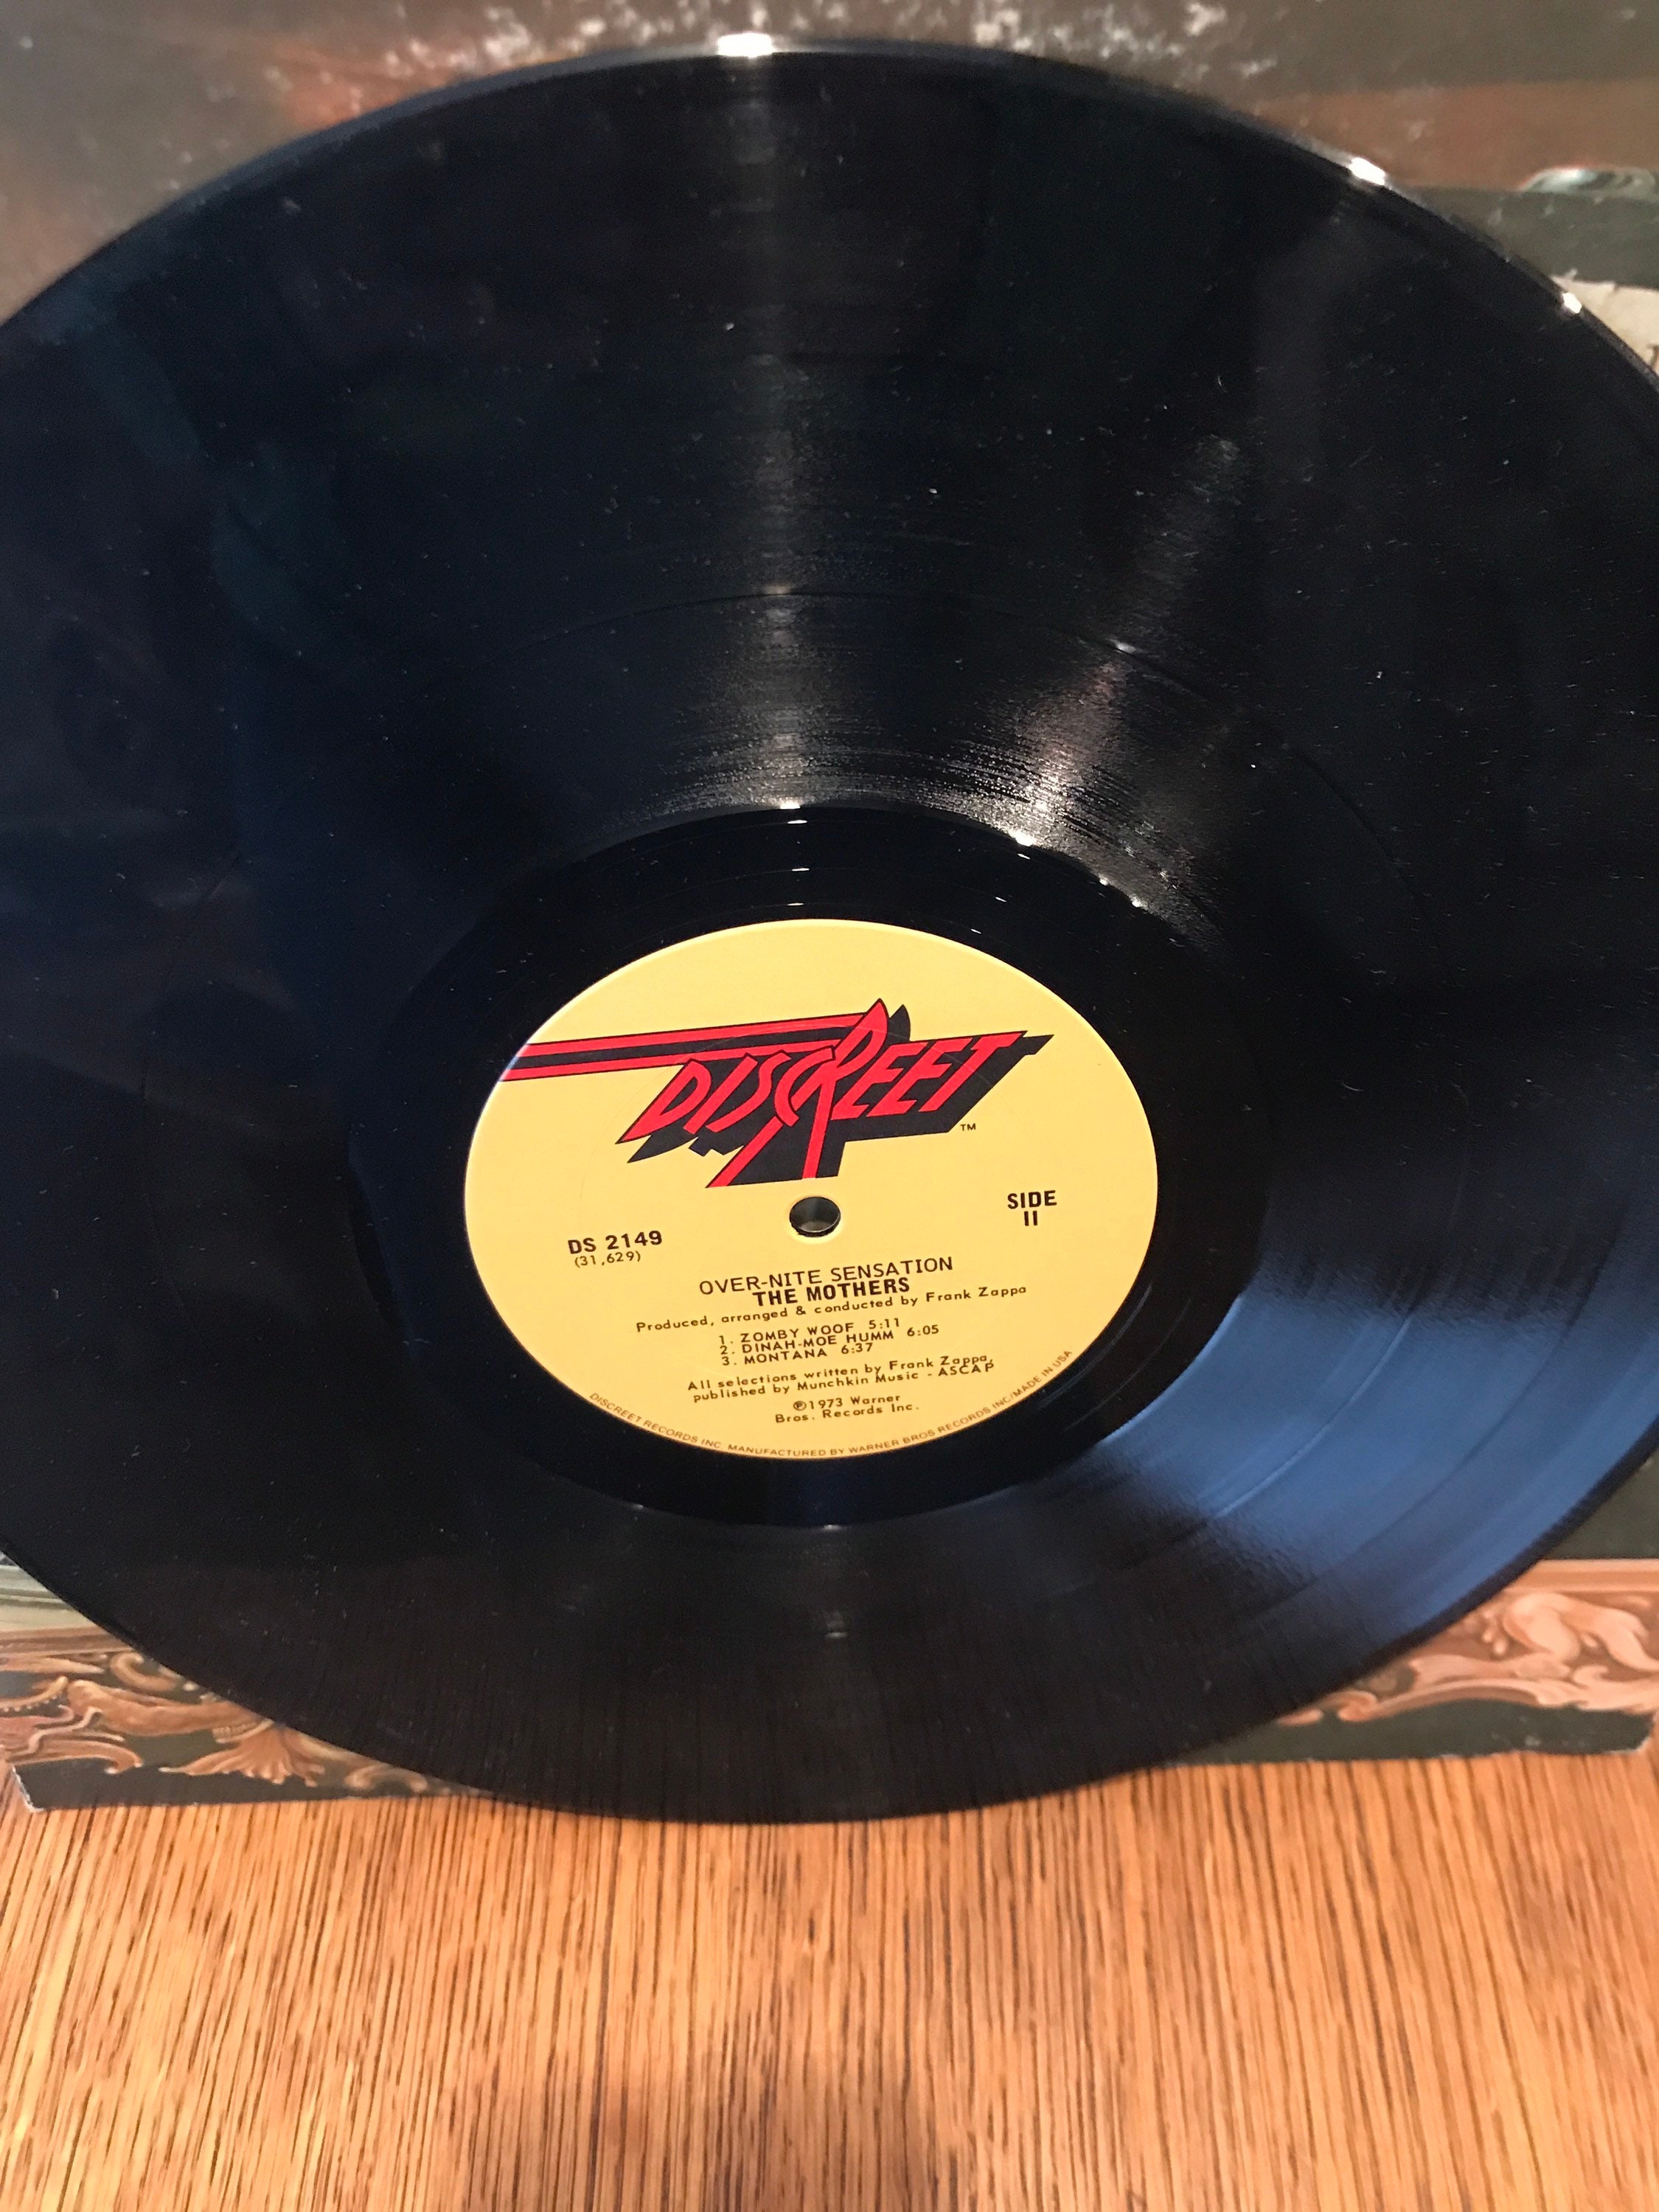 DISCREET
TM
SIDE
II
DS 2149
(31,629)
OVER-NITE SENSATION
THE MOTHERS
Produced, arranged & conducted by Frank Zappa
1. ZOMBY WOOF 5:11
2. DINAH-MOE HUMM 6:05
3. MONTANA 6:37
All selections written by Frank Zappa,
published by Munchkin Music - ASCAP
℗1973 Warner
Bros. Records Inc.
DISCREET RECORDS INC. MANUFACTURED BY WARNER BROS RECORDS INC/MADE IN USA